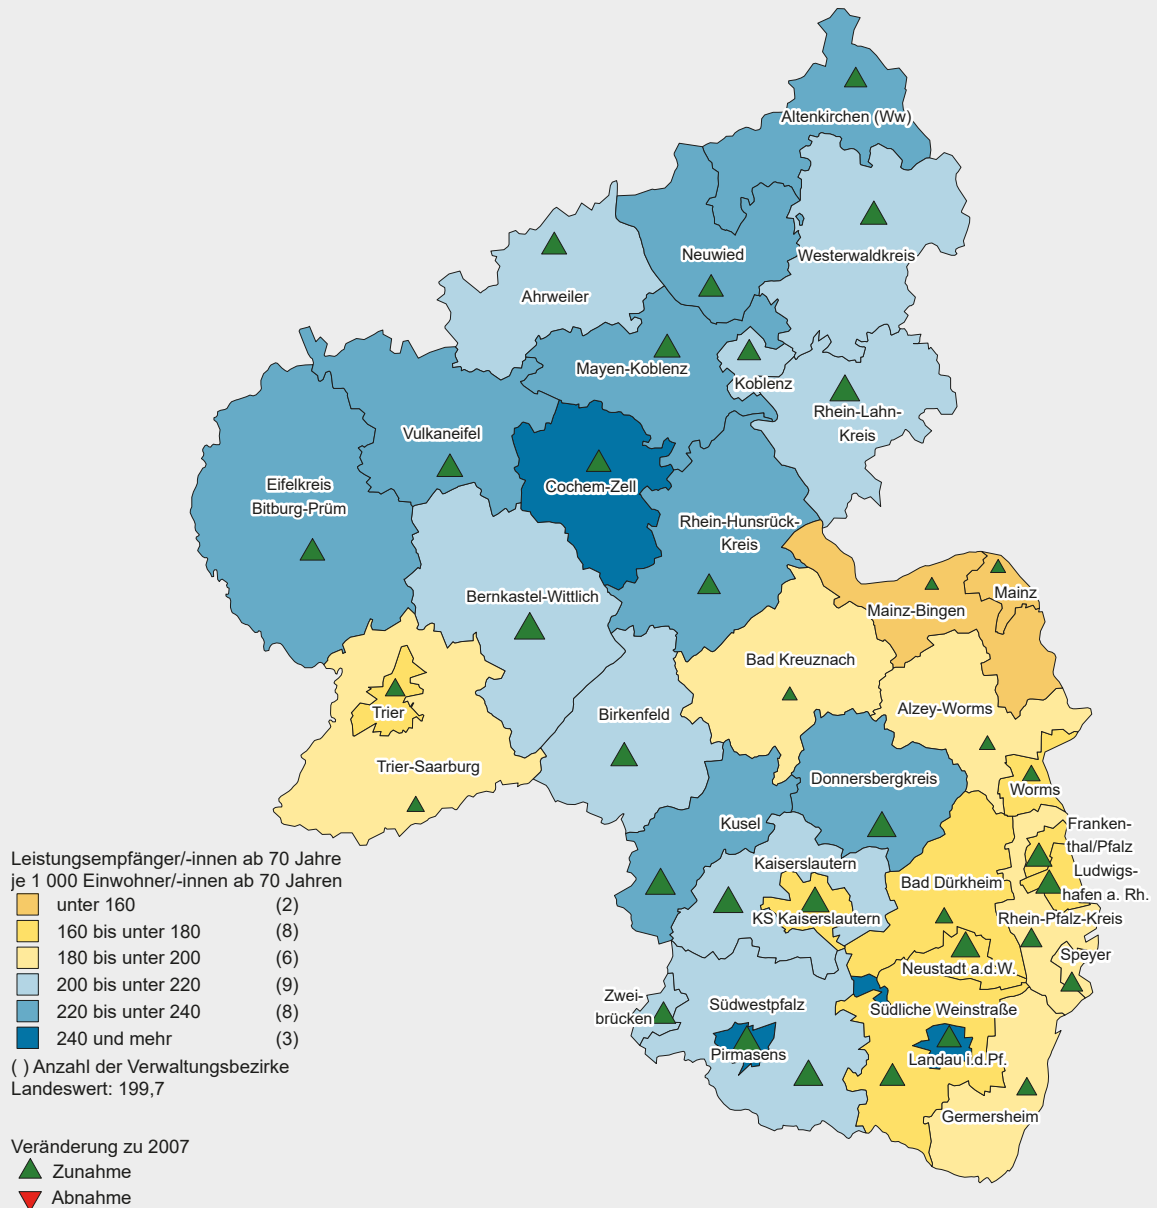 Altenkirchen (Ww)
Neuwied
Westerwaldkreis
Ahrweiler
Mayen-Koblenz
Koblenz
Rhein-Lahn-
Kreis
Vulkaneifel
Cochem-Zell
Eifelkreis
Bitburg-Prüm
Rhein-Hunsrück-
Kreis
Bernkastel-Wittlich
Mainz
Mainz-Bingen
Bad Kreuznach
Alzey-Worms
Trier
Birkenfeld
Trier-Saarburg
Donnersbergkreis
Worms
Kusel
Franken-
thal/Pfalz
Kaiserslautern
Ludwigs-
hafen a. Rh.
Bad Dürkheim
KS Kaiserslautern
Rhein-Pfalz-Kreis
Speyer
Neustadt a.d.W.
Zwei-
brücken
Südwestpfalz
Südliche Weinstraße
Pirmasens
Landau i.d.Pf.
Germersheim
Leistungsempfänger/-innen ab 70 Jahre
je 1 000 Einwohner/-innen ab 70 Jahren
unter 160 (2)
160 bis unter 180 (8)
180 bis unter 200 (6)
200 bis unter 220 (9)
220 bis unter 240 (8)
240 und mehr (3)
( ) Anzahl der Verwaltungsbezirke
Landeswert: 199,7
Veränderung zu 2007
Zunahme
Abnahme